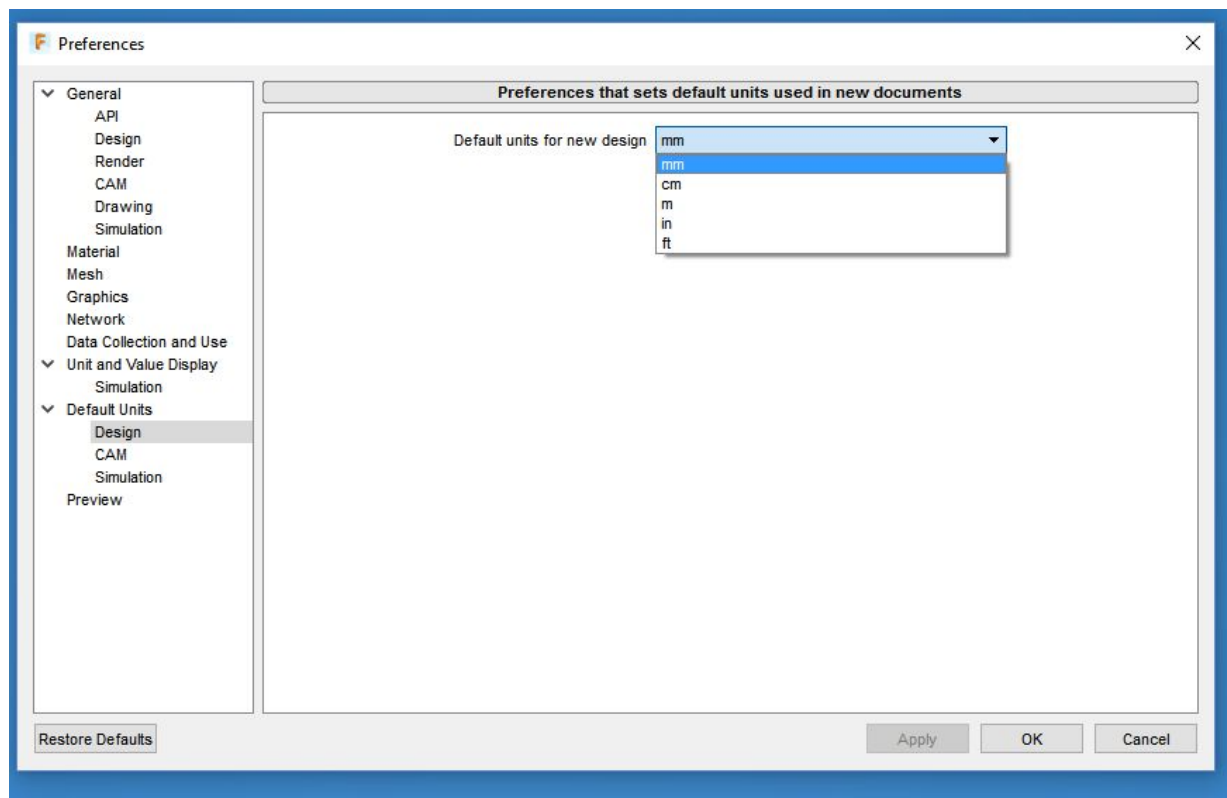 Preferences
General
API
Design
Render
CAM
Drawing
Simulation
Material
Mesh
Graphics
Network
Data Collection and Use
Unit and Value Display
Simulation
Default Units
Design
CAM
Simulation
Preview
Preferences that sets default units used in new documents
Default units for new design mm
mm
cm
m
in
ft
Restore Defaults
Apply OK Cancel